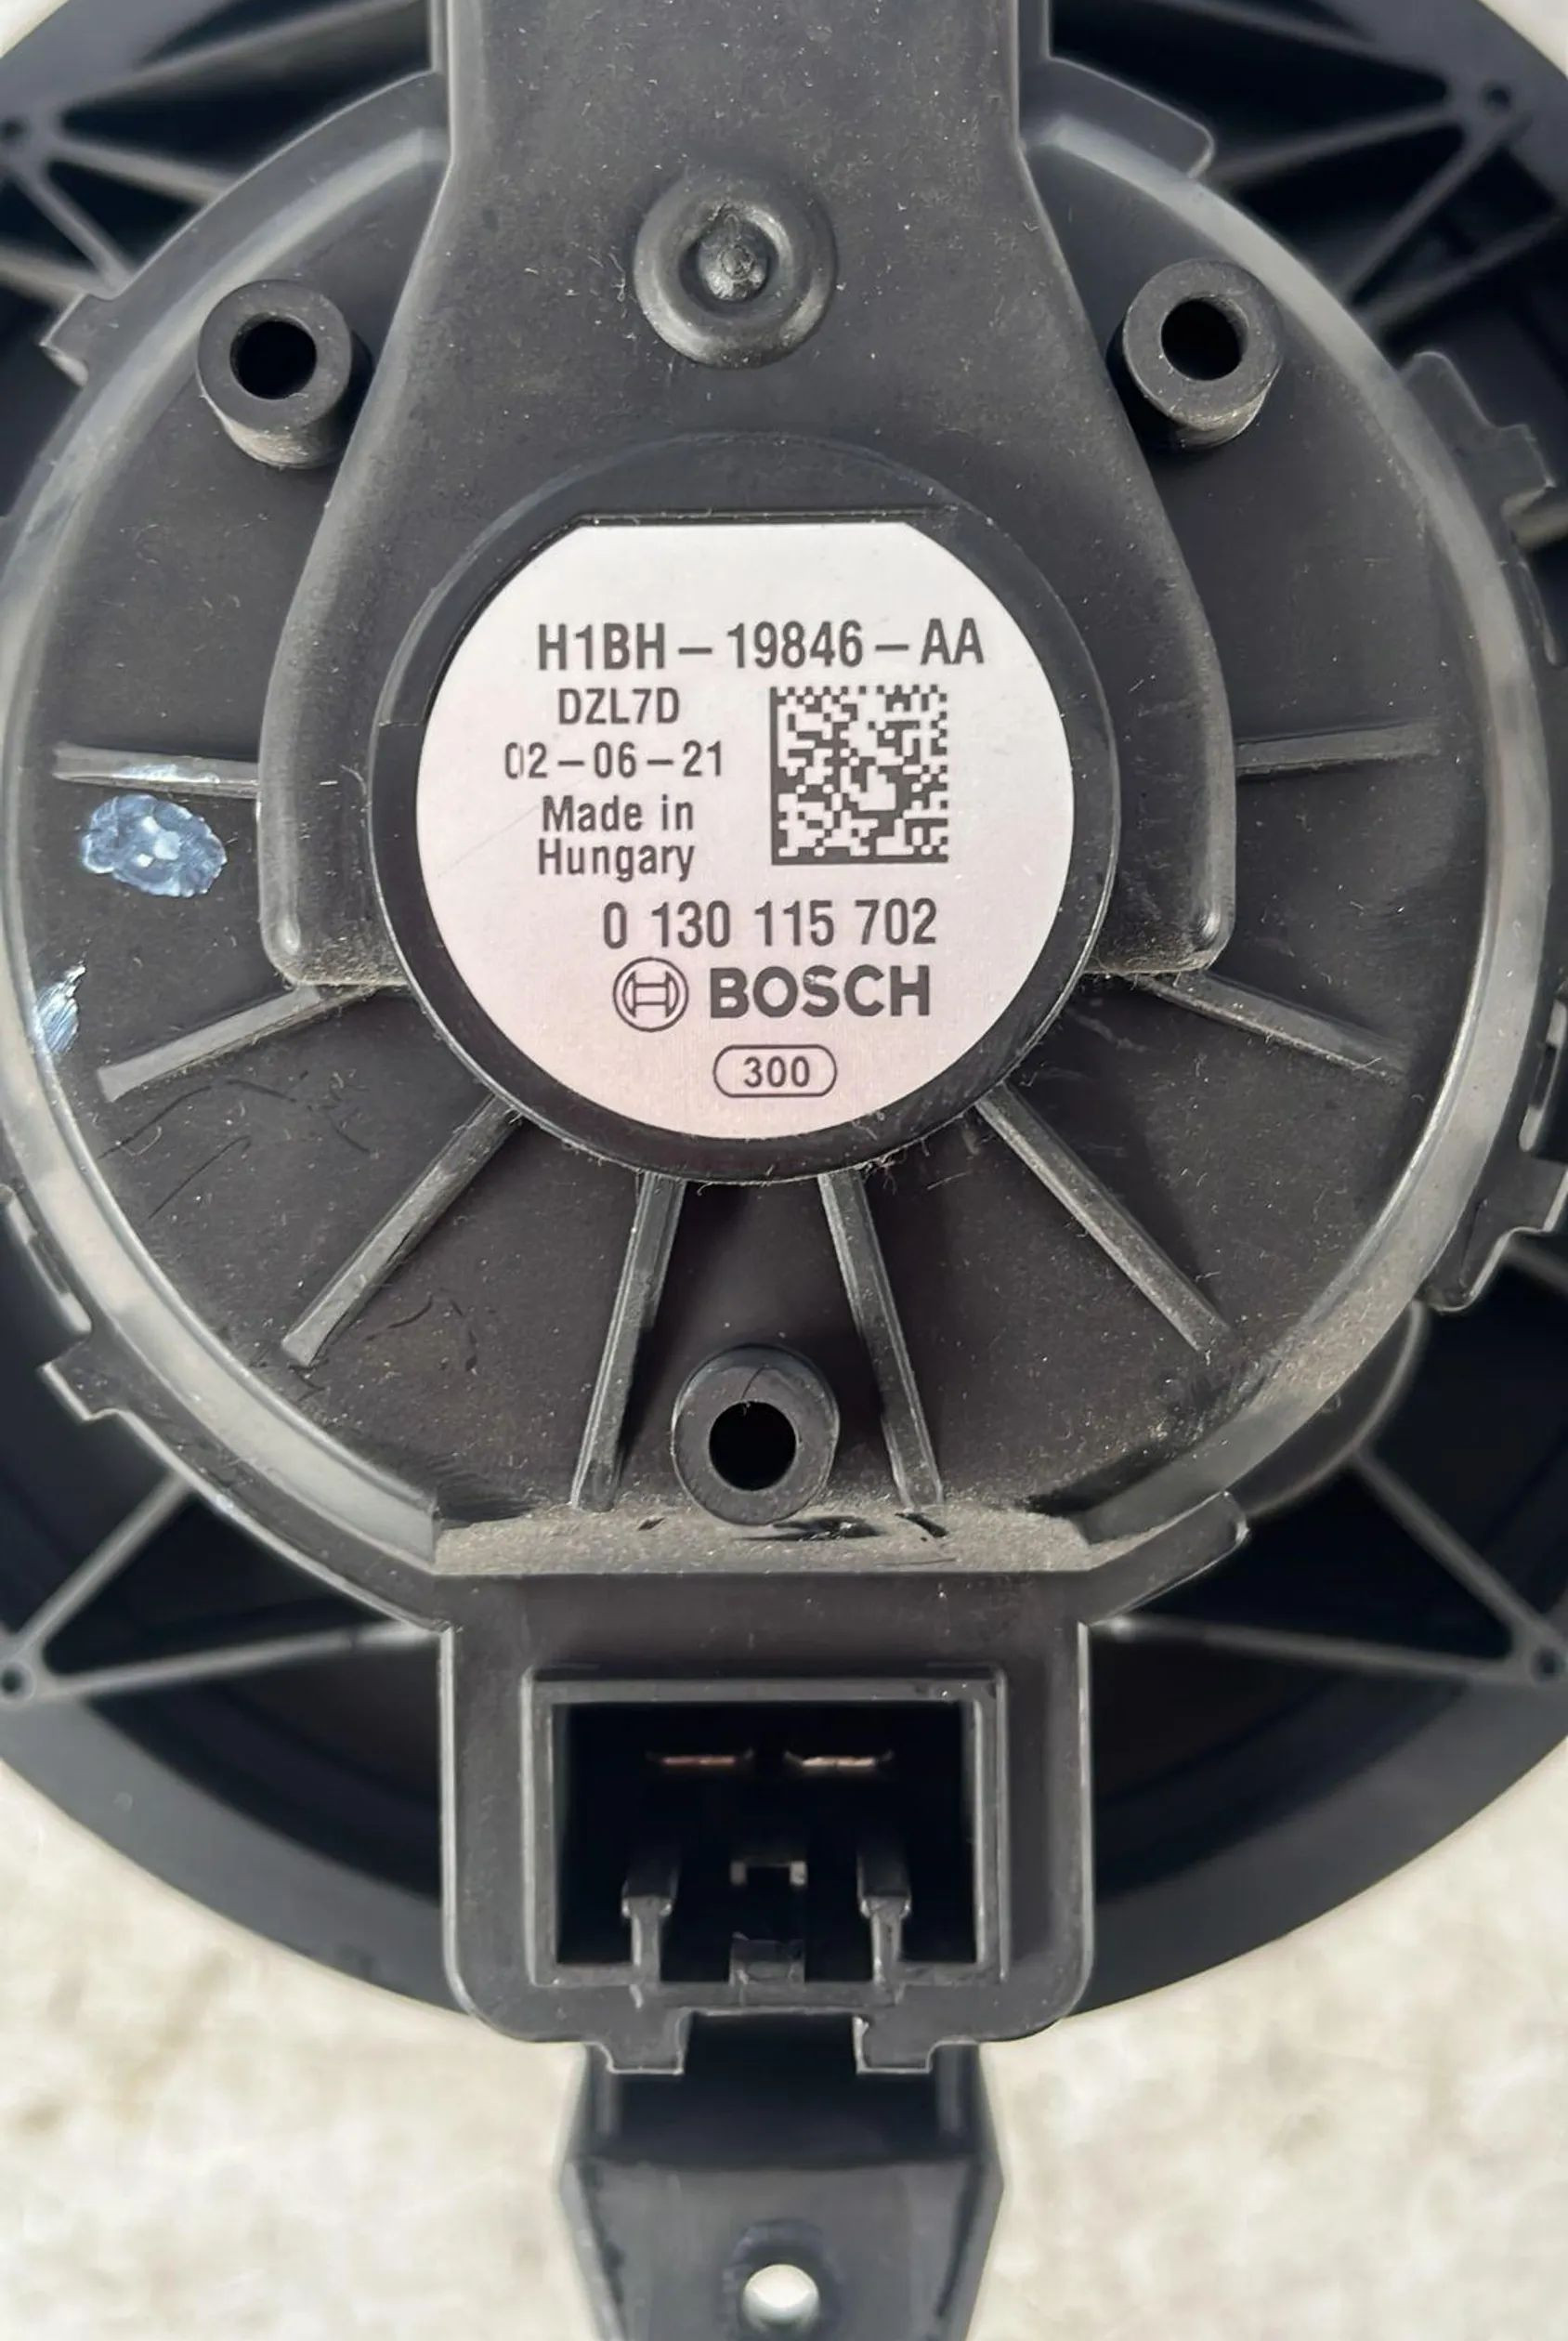 H1BH-19846-AA
DZL7D
02-06-21
Made in
Hungary
0 130 115 702
BOSCH
300